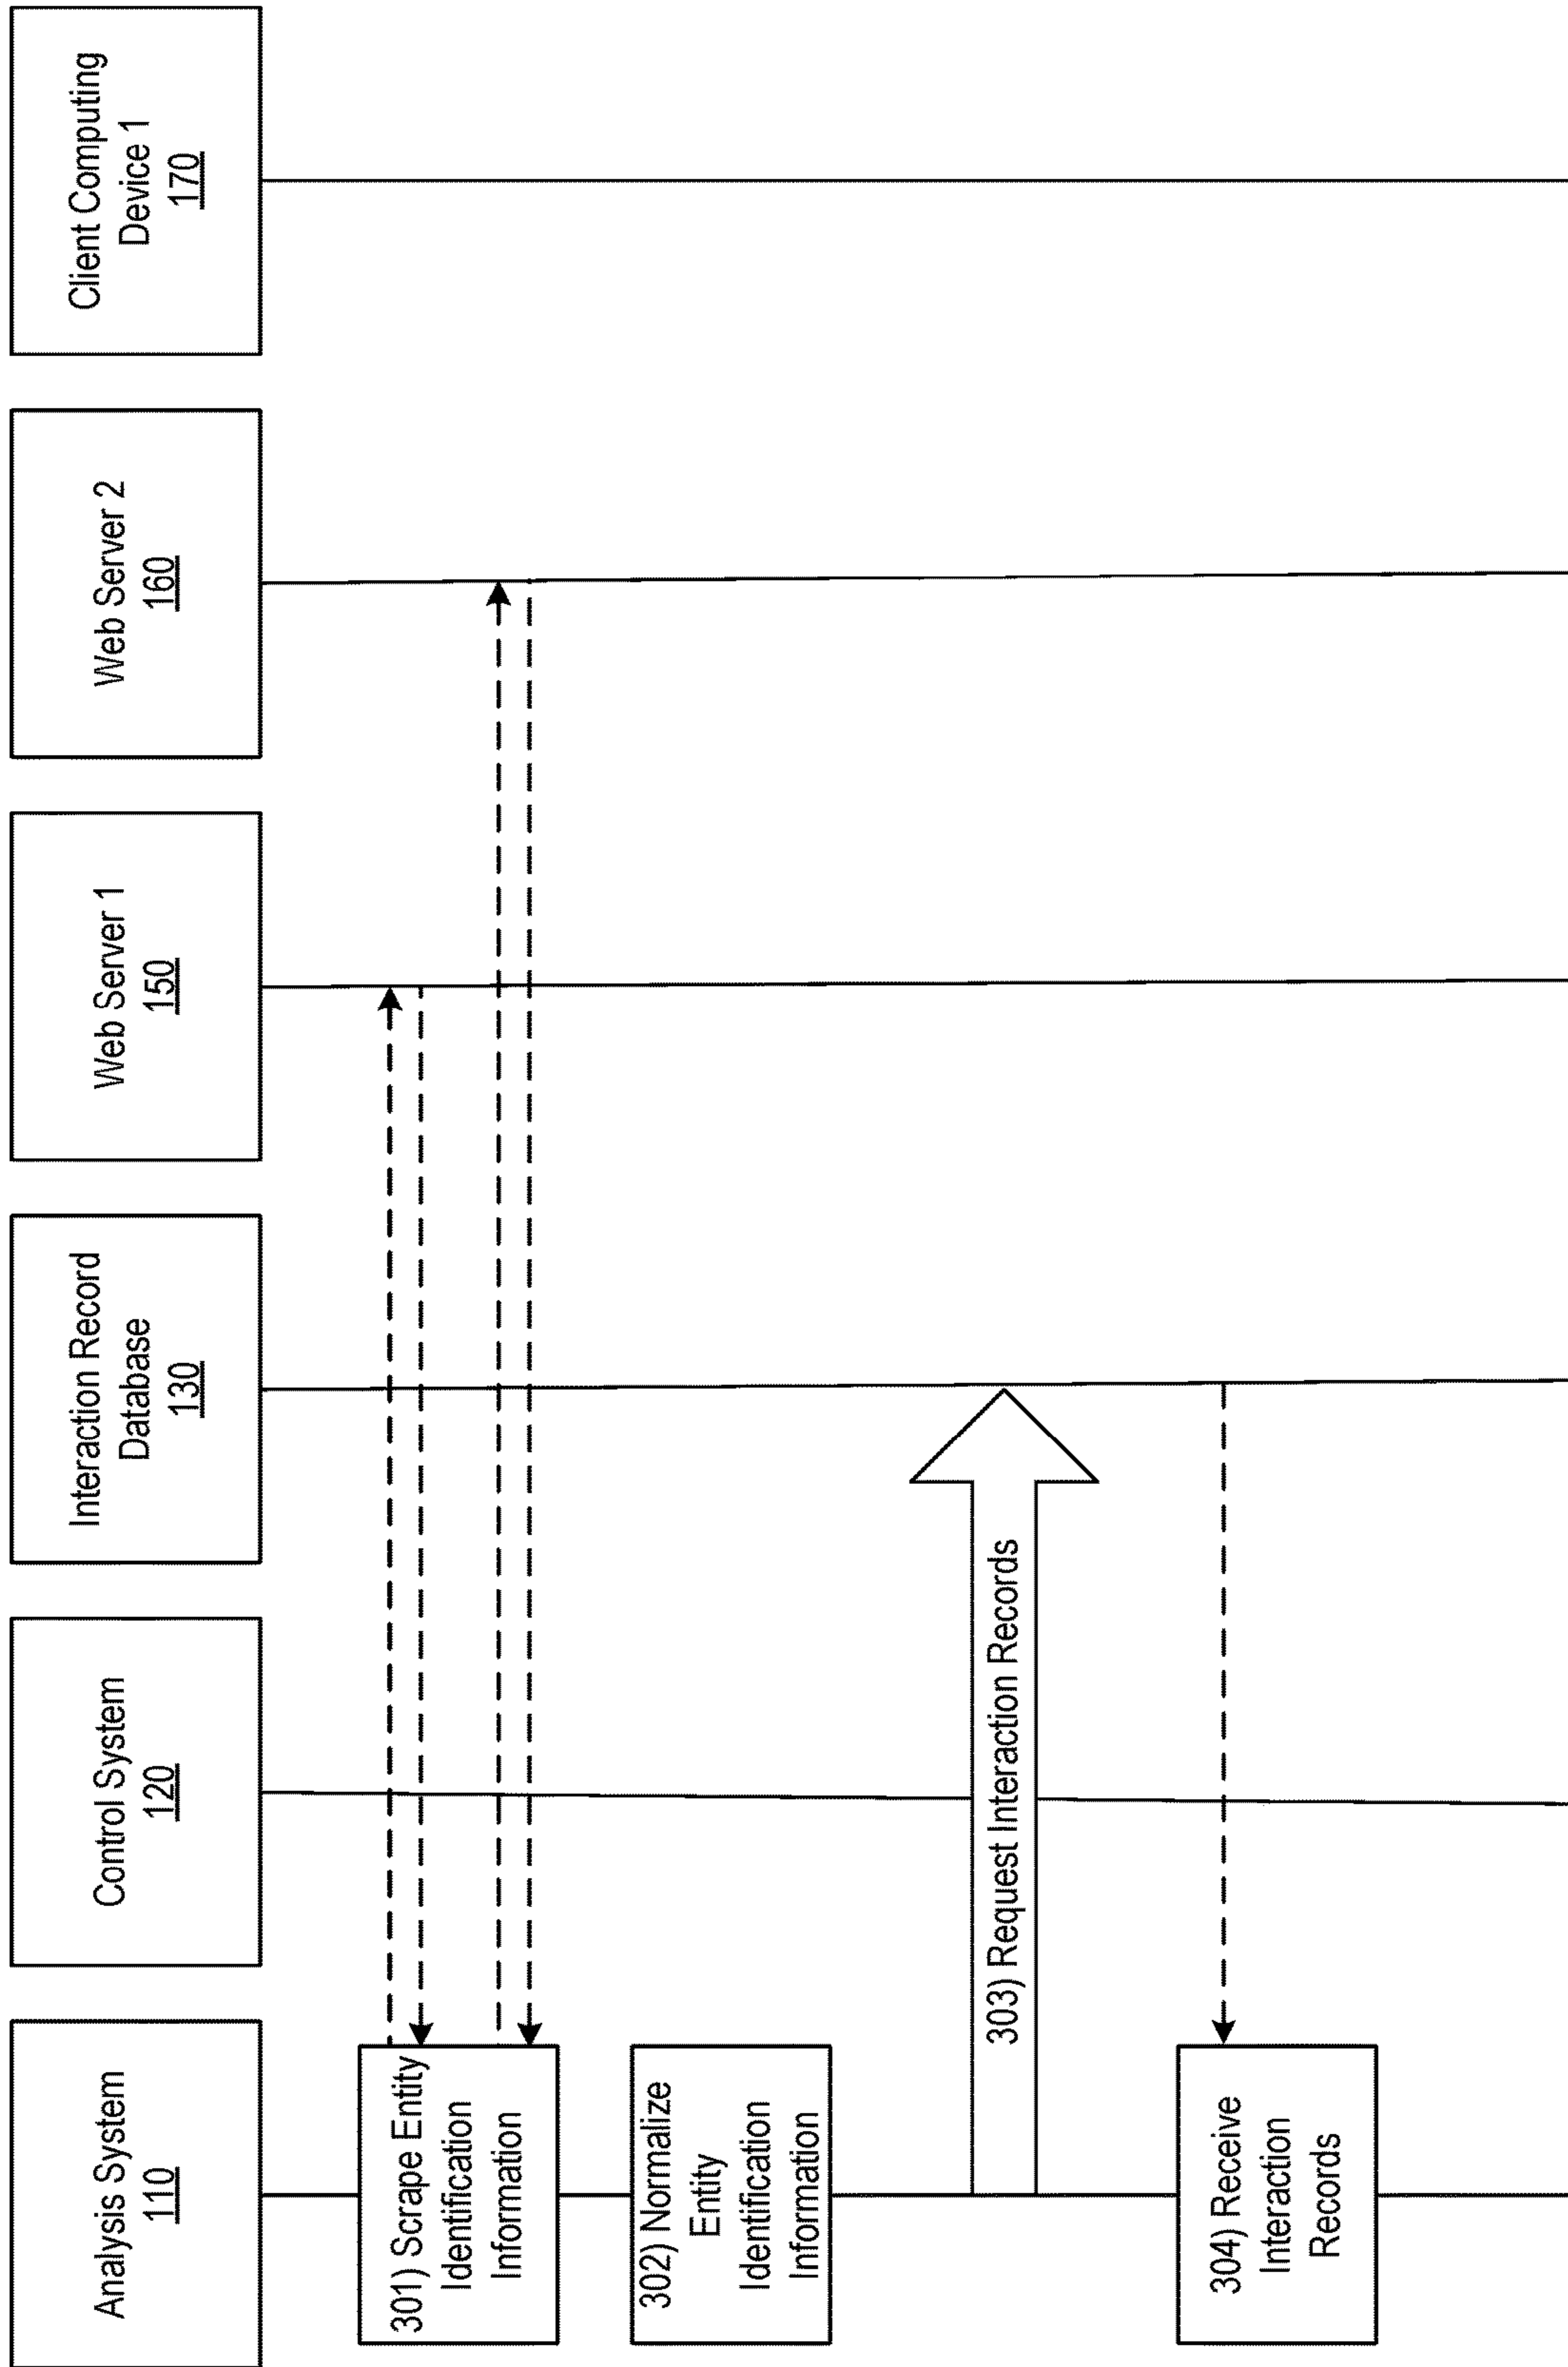 Analysis System
110
Control System
120
Interaction Record
Database
130
Web Server 1
150
Web Server 2
160
Client Computing
Device 1
170
301) Scrape Entity
Identification
Information
302) Normalize
Entity
Identification
Information
303) Request Interaction Records
304) Receive
Interaction
Records